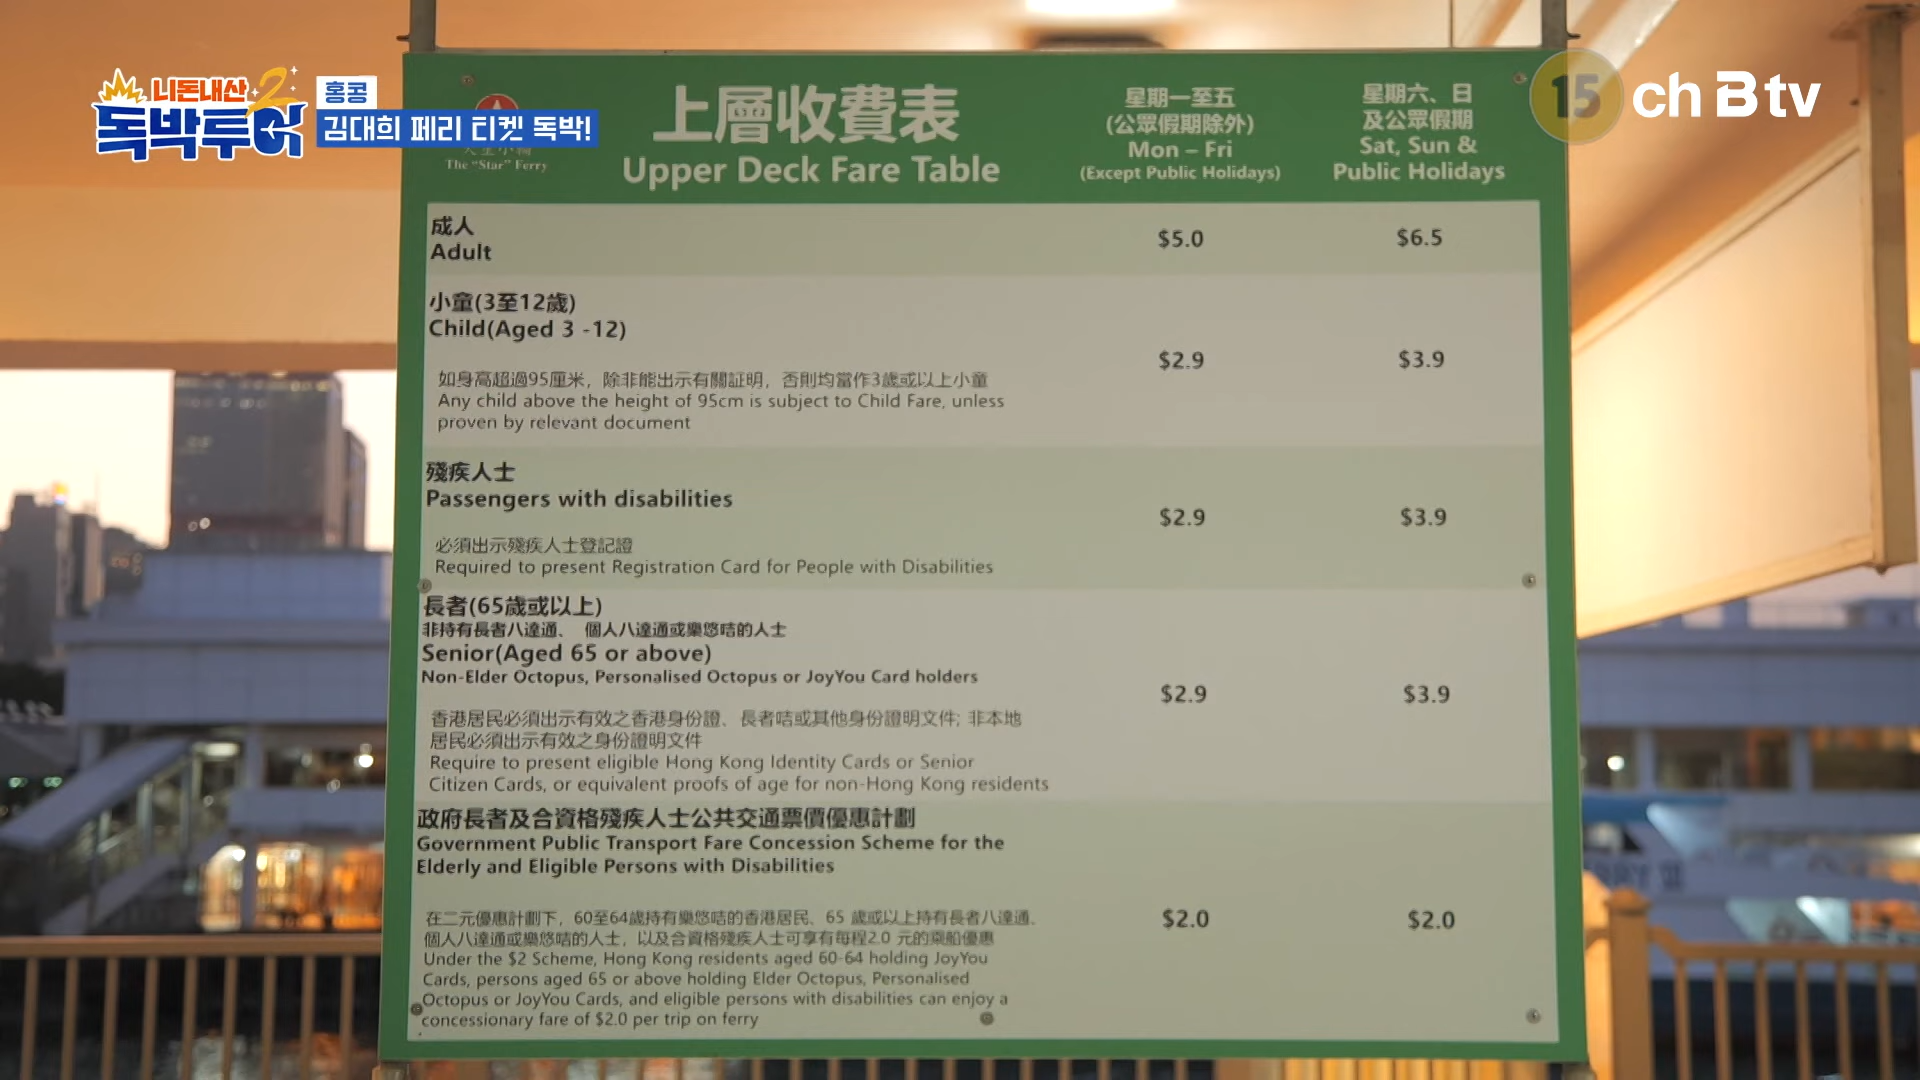 니돈내산 2
독박투어
홍콩
김대희 페리 티켓 독박!
15
ch B tv
The “Star” Ferry
上層收費表
Upper Deck Fare Table
星期一至五
(公眾假期除外)
Mon – Fri
(Except Public Holidays)
星期六、日
及公眾假期
Sat, Sun &
Public Holidays
成人
Adult
$5.0
$6.5
小童(3至12歲)
Child(Aged 3 -12)
$2.9
$3.9
如身高超過95厘米，除非能出示有關証明，否則均當作3歲或以上小童
Any child above the height of 95cm is subject to Child Fare, unless
proven by relevant document
殘疾人士
Passengers with disabilities
$2.9
$3.9
必須出示殘疾人士登記證
Required to present Registration Card for People with Disabilities
長者(65歲或以上)
非持有長者八達通、 個人八達通或樂悠咭的人士
Senior(Aged 65 or above)
Non-Elder Octopus, Personalised Octopus or JoyYou Card holders
$2.9
$3.9
香港居民必須出示有效之香港身份證、長者咭或其他身份證明文件; 非本地
居民必須出示有效之身份證明文件
Require to present eligible Hong Kong Identity Cards or Senior
Citizen Cards, or equivalent proofs of age for non-Hong Kong residents
政府長者及合資格殘疾人士公共交通票價優惠計劃
Government Public Transport Fare Concession Scheme for the
Elderly and Eligible Persons with Disabilities
$2.0
$2.0
在二元優惠計劃下，60至64歲持有樂悠咭的香港居民、65 歲或以上持有長者八達通、
個人八達通或樂悠咭的人士，以及合資格殘疾人士可享有每程2.0 元的乘船優惠
Under the $2 Scheme, Hong Kong residents aged 60-64 holding JoyYou
Cards, persons aged 65 or above holding Elder Octopus, Personalised
Octopus or JoyYou Cards, and eligible persons with disabilities can enjoy a
concessionary fare of $2.0 per trip on ferry